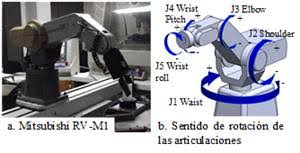 J4 Wrist
Pitch
J3 Elbow
J2 Shoulder
J5 Wrist
roll
J1 Waist
a. Mitsubishi RV-M1
b. Sentido de rotación de
las articulaciones